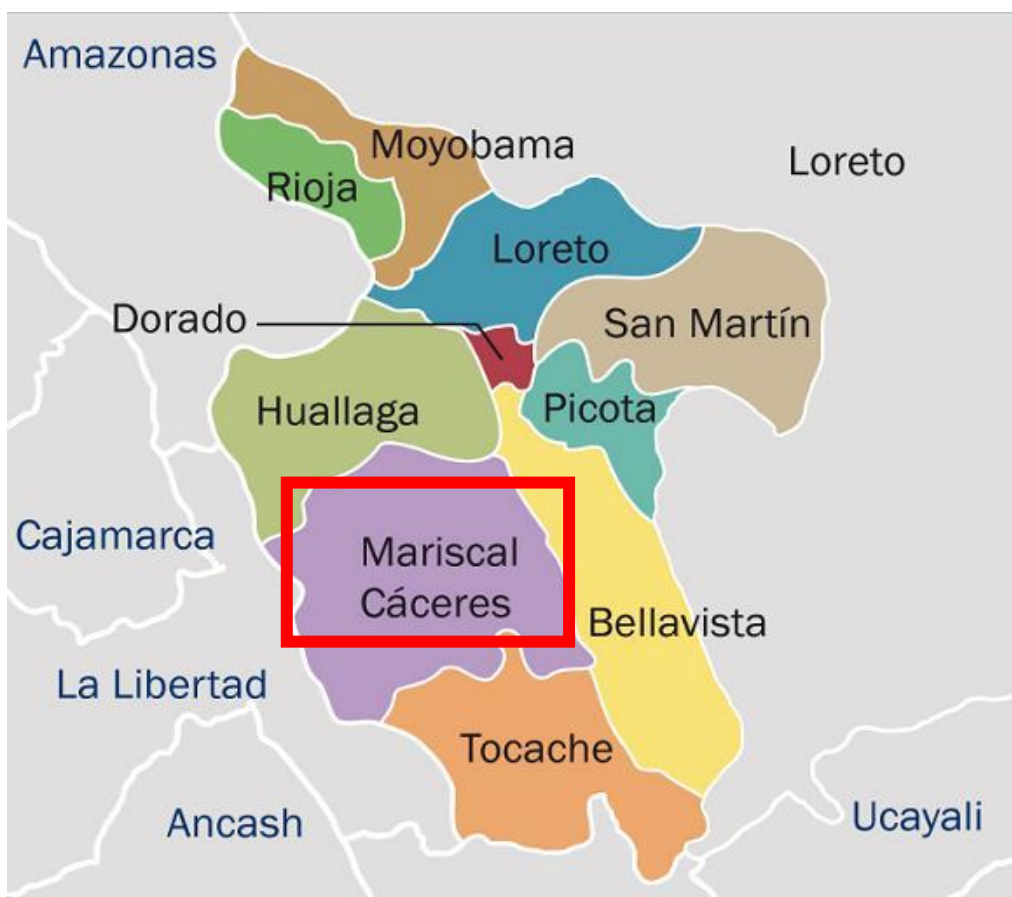 Amazonas
Moyobama
Loreto
Rioja
Loreto
Dorado
San Martín
Huallaga
Picota
Cajamarca
Mariscal
Cáceres
Bellavista
La Libertad
Tocache
Ancash
Ucayali